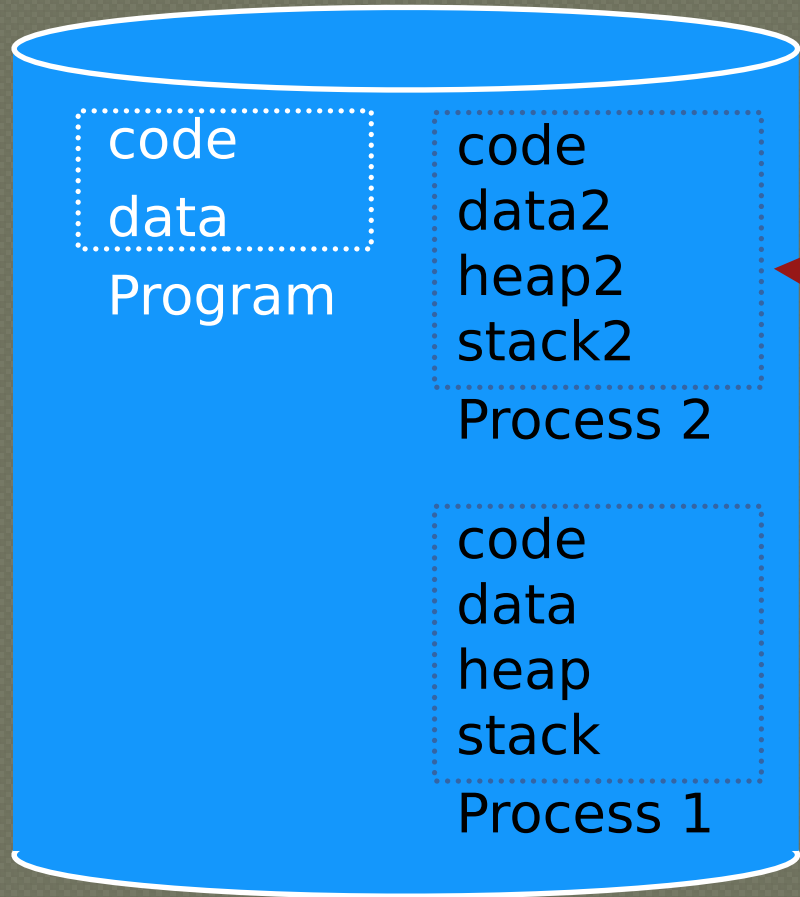 code
data
Program
code
data2
heap2
stack2
Process 2
code
data
heap
stack
Process 1